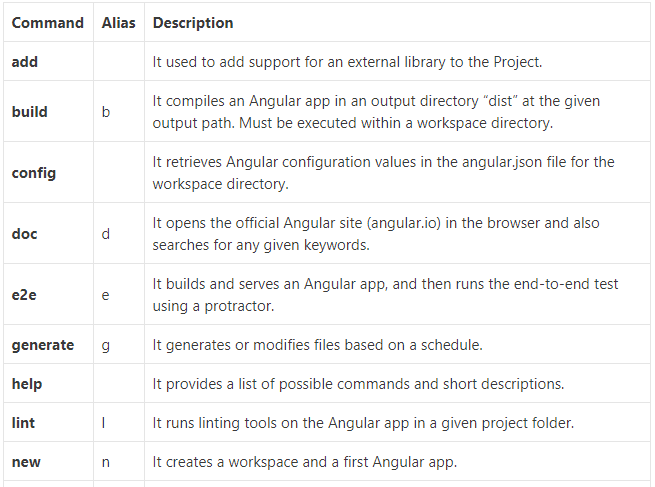 Command Alias Description
add It used to add support for an external library to the Project.
build b It compiles an Angular app in an output directory “dist” at the given
output path. Must be executed within a workspace directory.
config It retrieves Angular configuration values in the angular.json file for the
workspace directory.
doc d It opens the official Angular site (angular.io) in the browser and also
searches for any given keywords.
e2e e It builds and serves an Angular app, and then runs the end-to-end test
using a protractor.
generate g It generates or modifies files based on a schedule.
help It provides a list of possible commands and short descriptions.
lint l It runs linting tools on the Angular app in a given project folder.
new n It creates a workspace and a first Angular app.